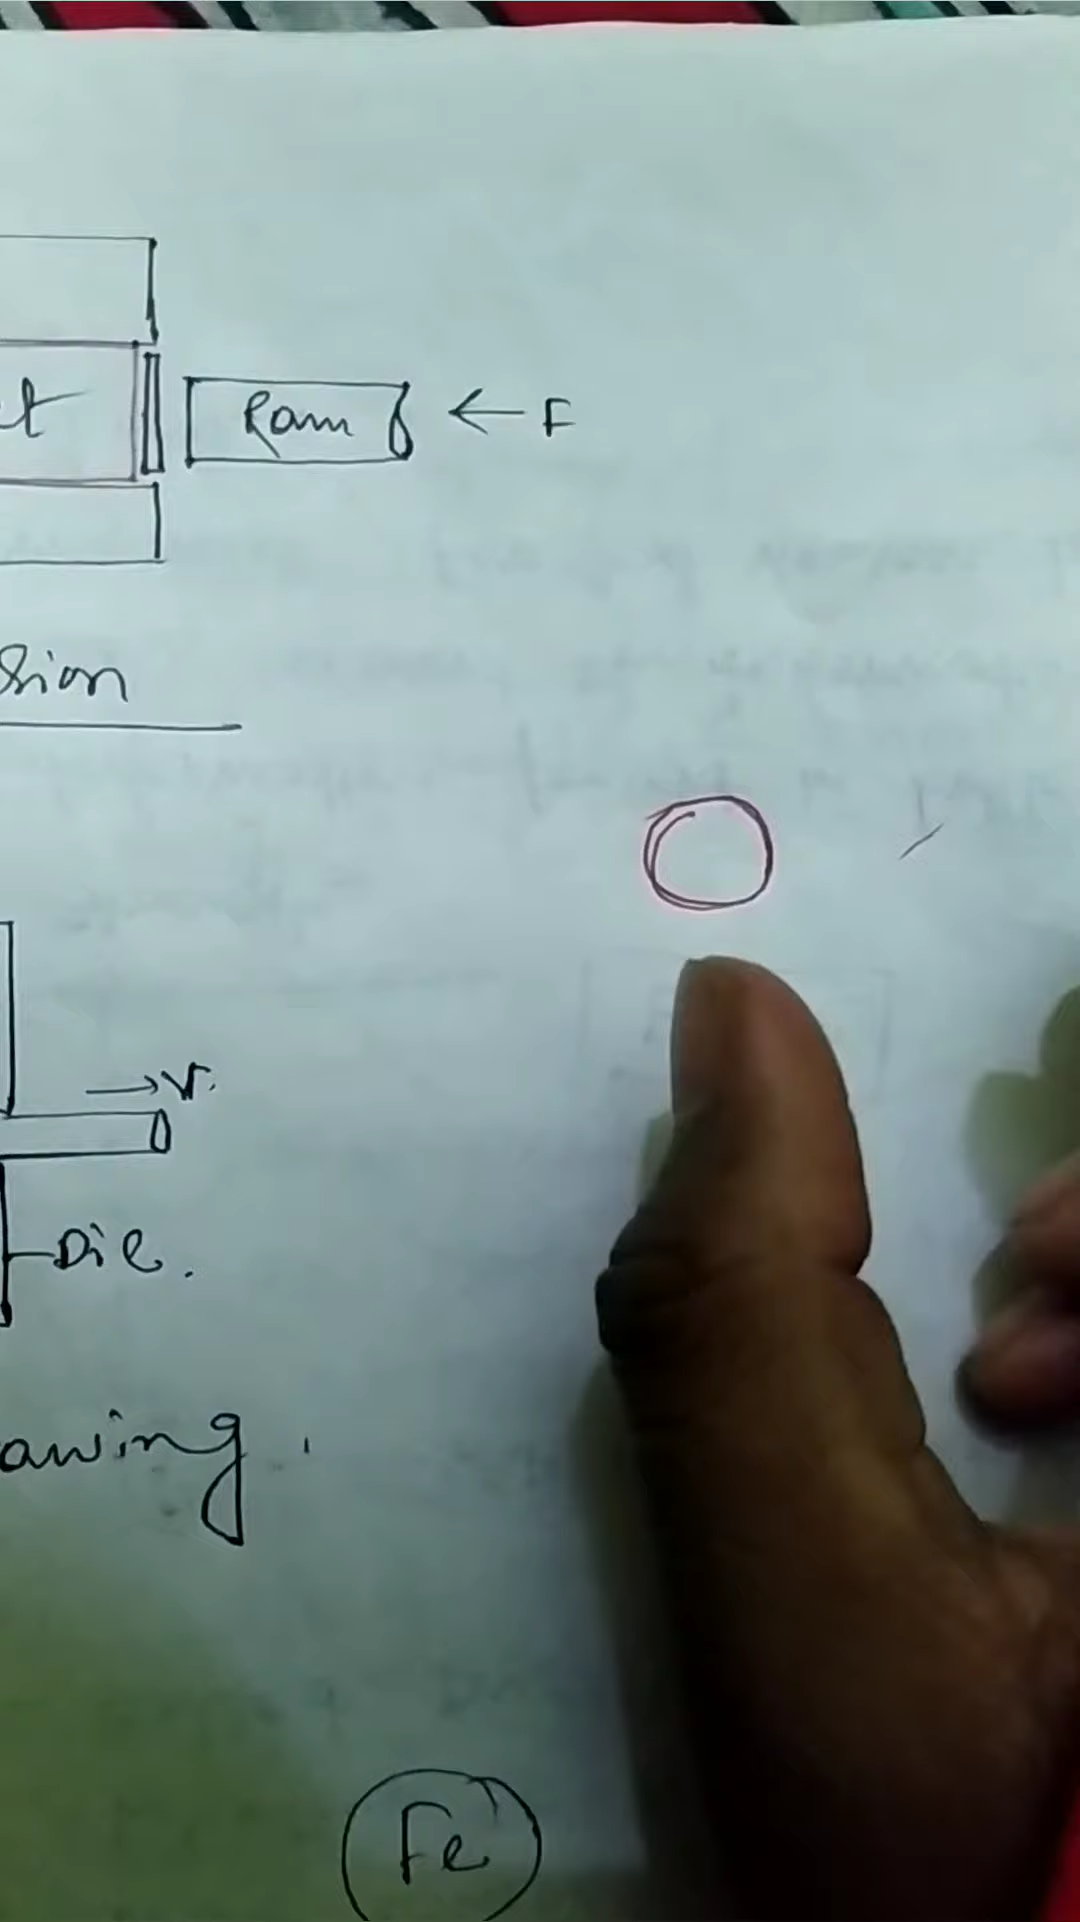 t Ram ← F
sion
→ V.
Die.
awing.
Fe